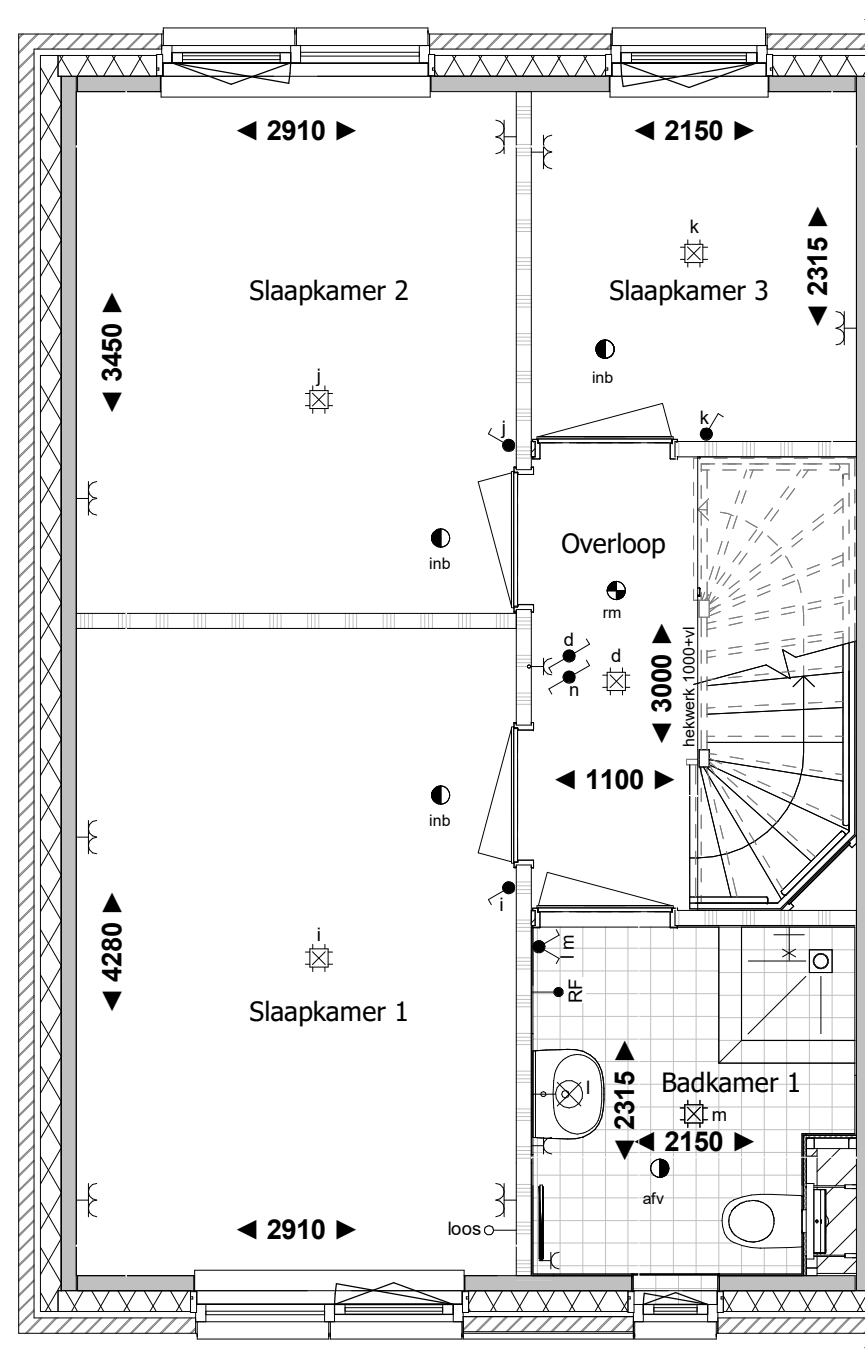 ◄ 2910 ►
◄ 2150 ►
k
◄ 2315 ►
Slaapkamer 2
Slaapkamer 3
◄ 3450 ►
inb
j
k
j
Overloop
inb
rm
d
d
n
◄ 3000 ►
hekwerk 1000+vl
◄ 1100 ►
inb
i
l m
◄ 4280 ►
i
RF
Slaapkamer 1
◄ 2315 ►
Badkamer 1
l
m
◄ 2150 ►
afv
◄ 2910 ►
loos